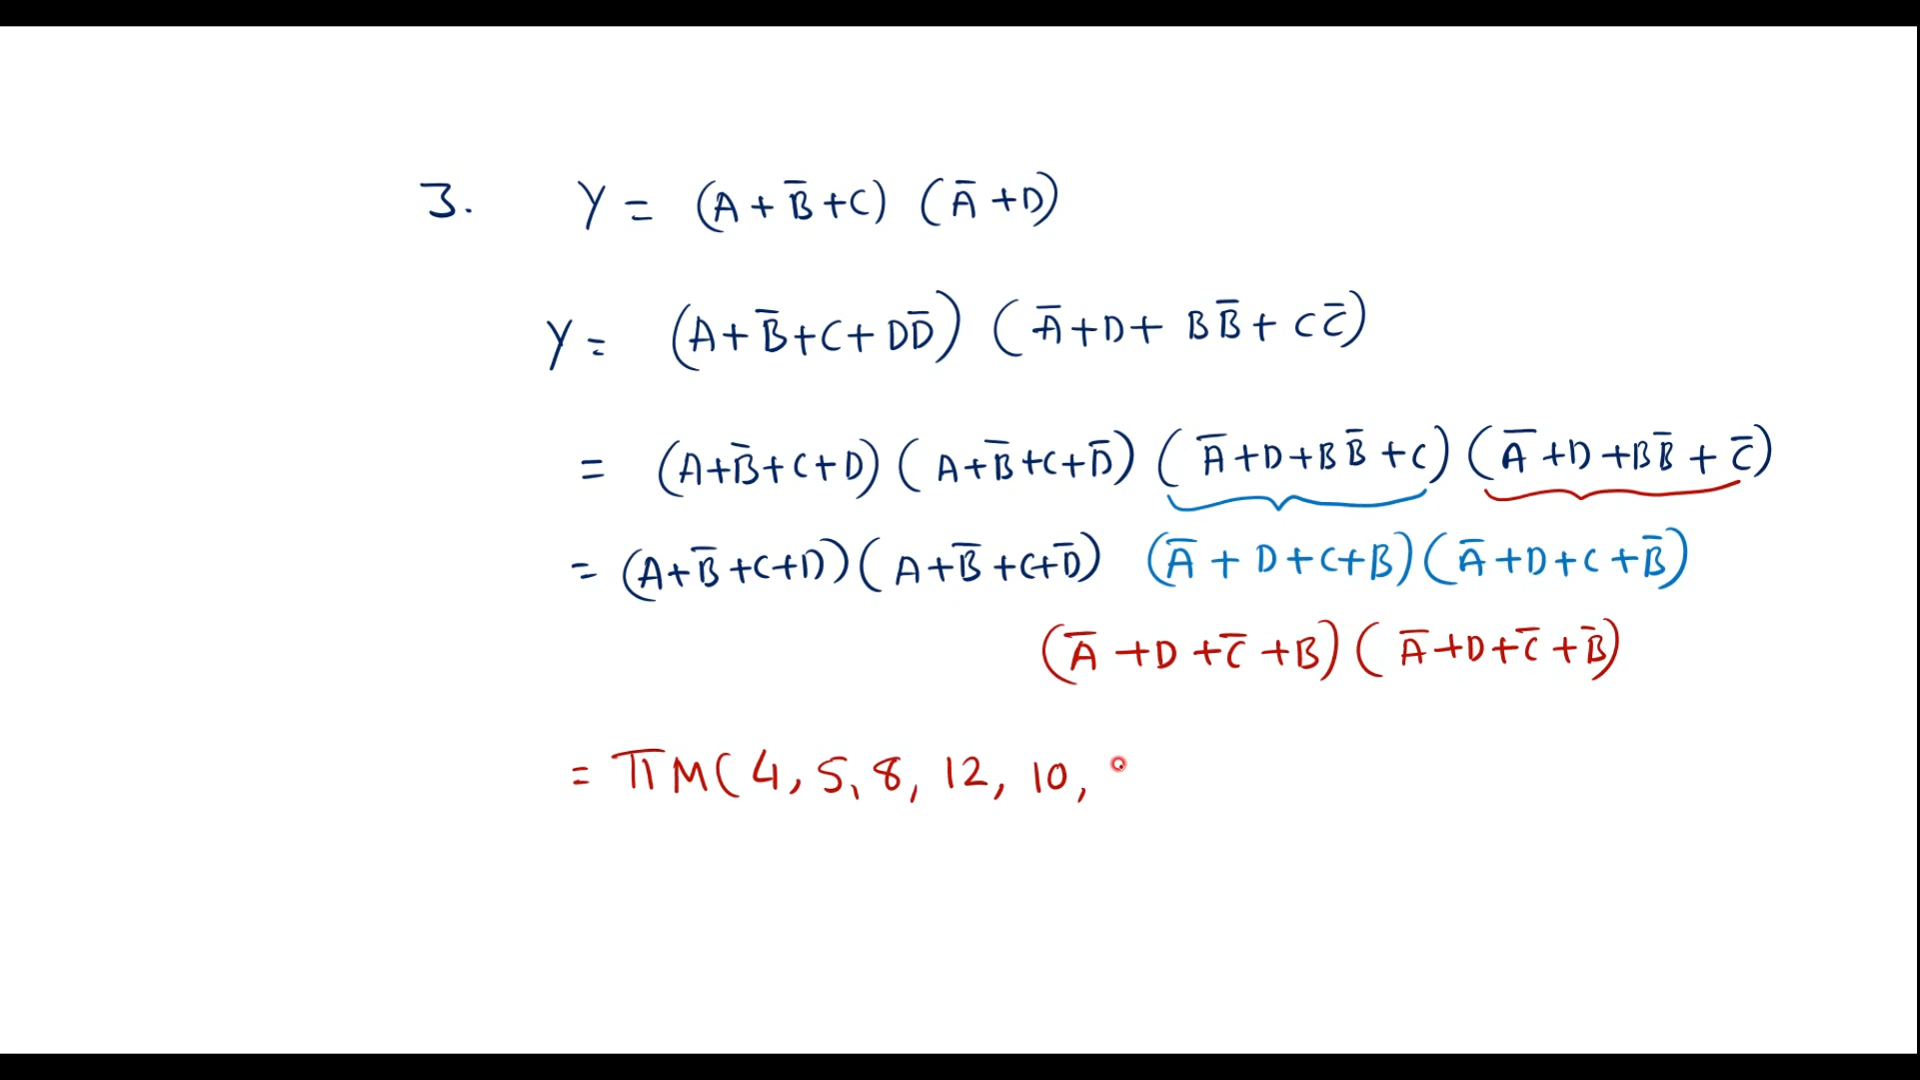 3. Y = (A + B̅ + C) (A̅ + D)
Y = (A + B̅ + C + DD̅) (A̅ + D + BB̅ + CC̅)
= (A + B̅ + C + D) (A + B̅ + C + D̅) (A̅ + D + BB̅ + C) (A̅ + D + BB̅ + C̅)
= (A + B̅ + C + D) (A + B̅ + C + D̅) (A̅ + D + C + B) (A̅ + D + C + B̅)
(A̅ + D + C̅ + B) (A̅ + D + C̅ + B̅)
= ΠM(4, 5, 8, 12, 10,